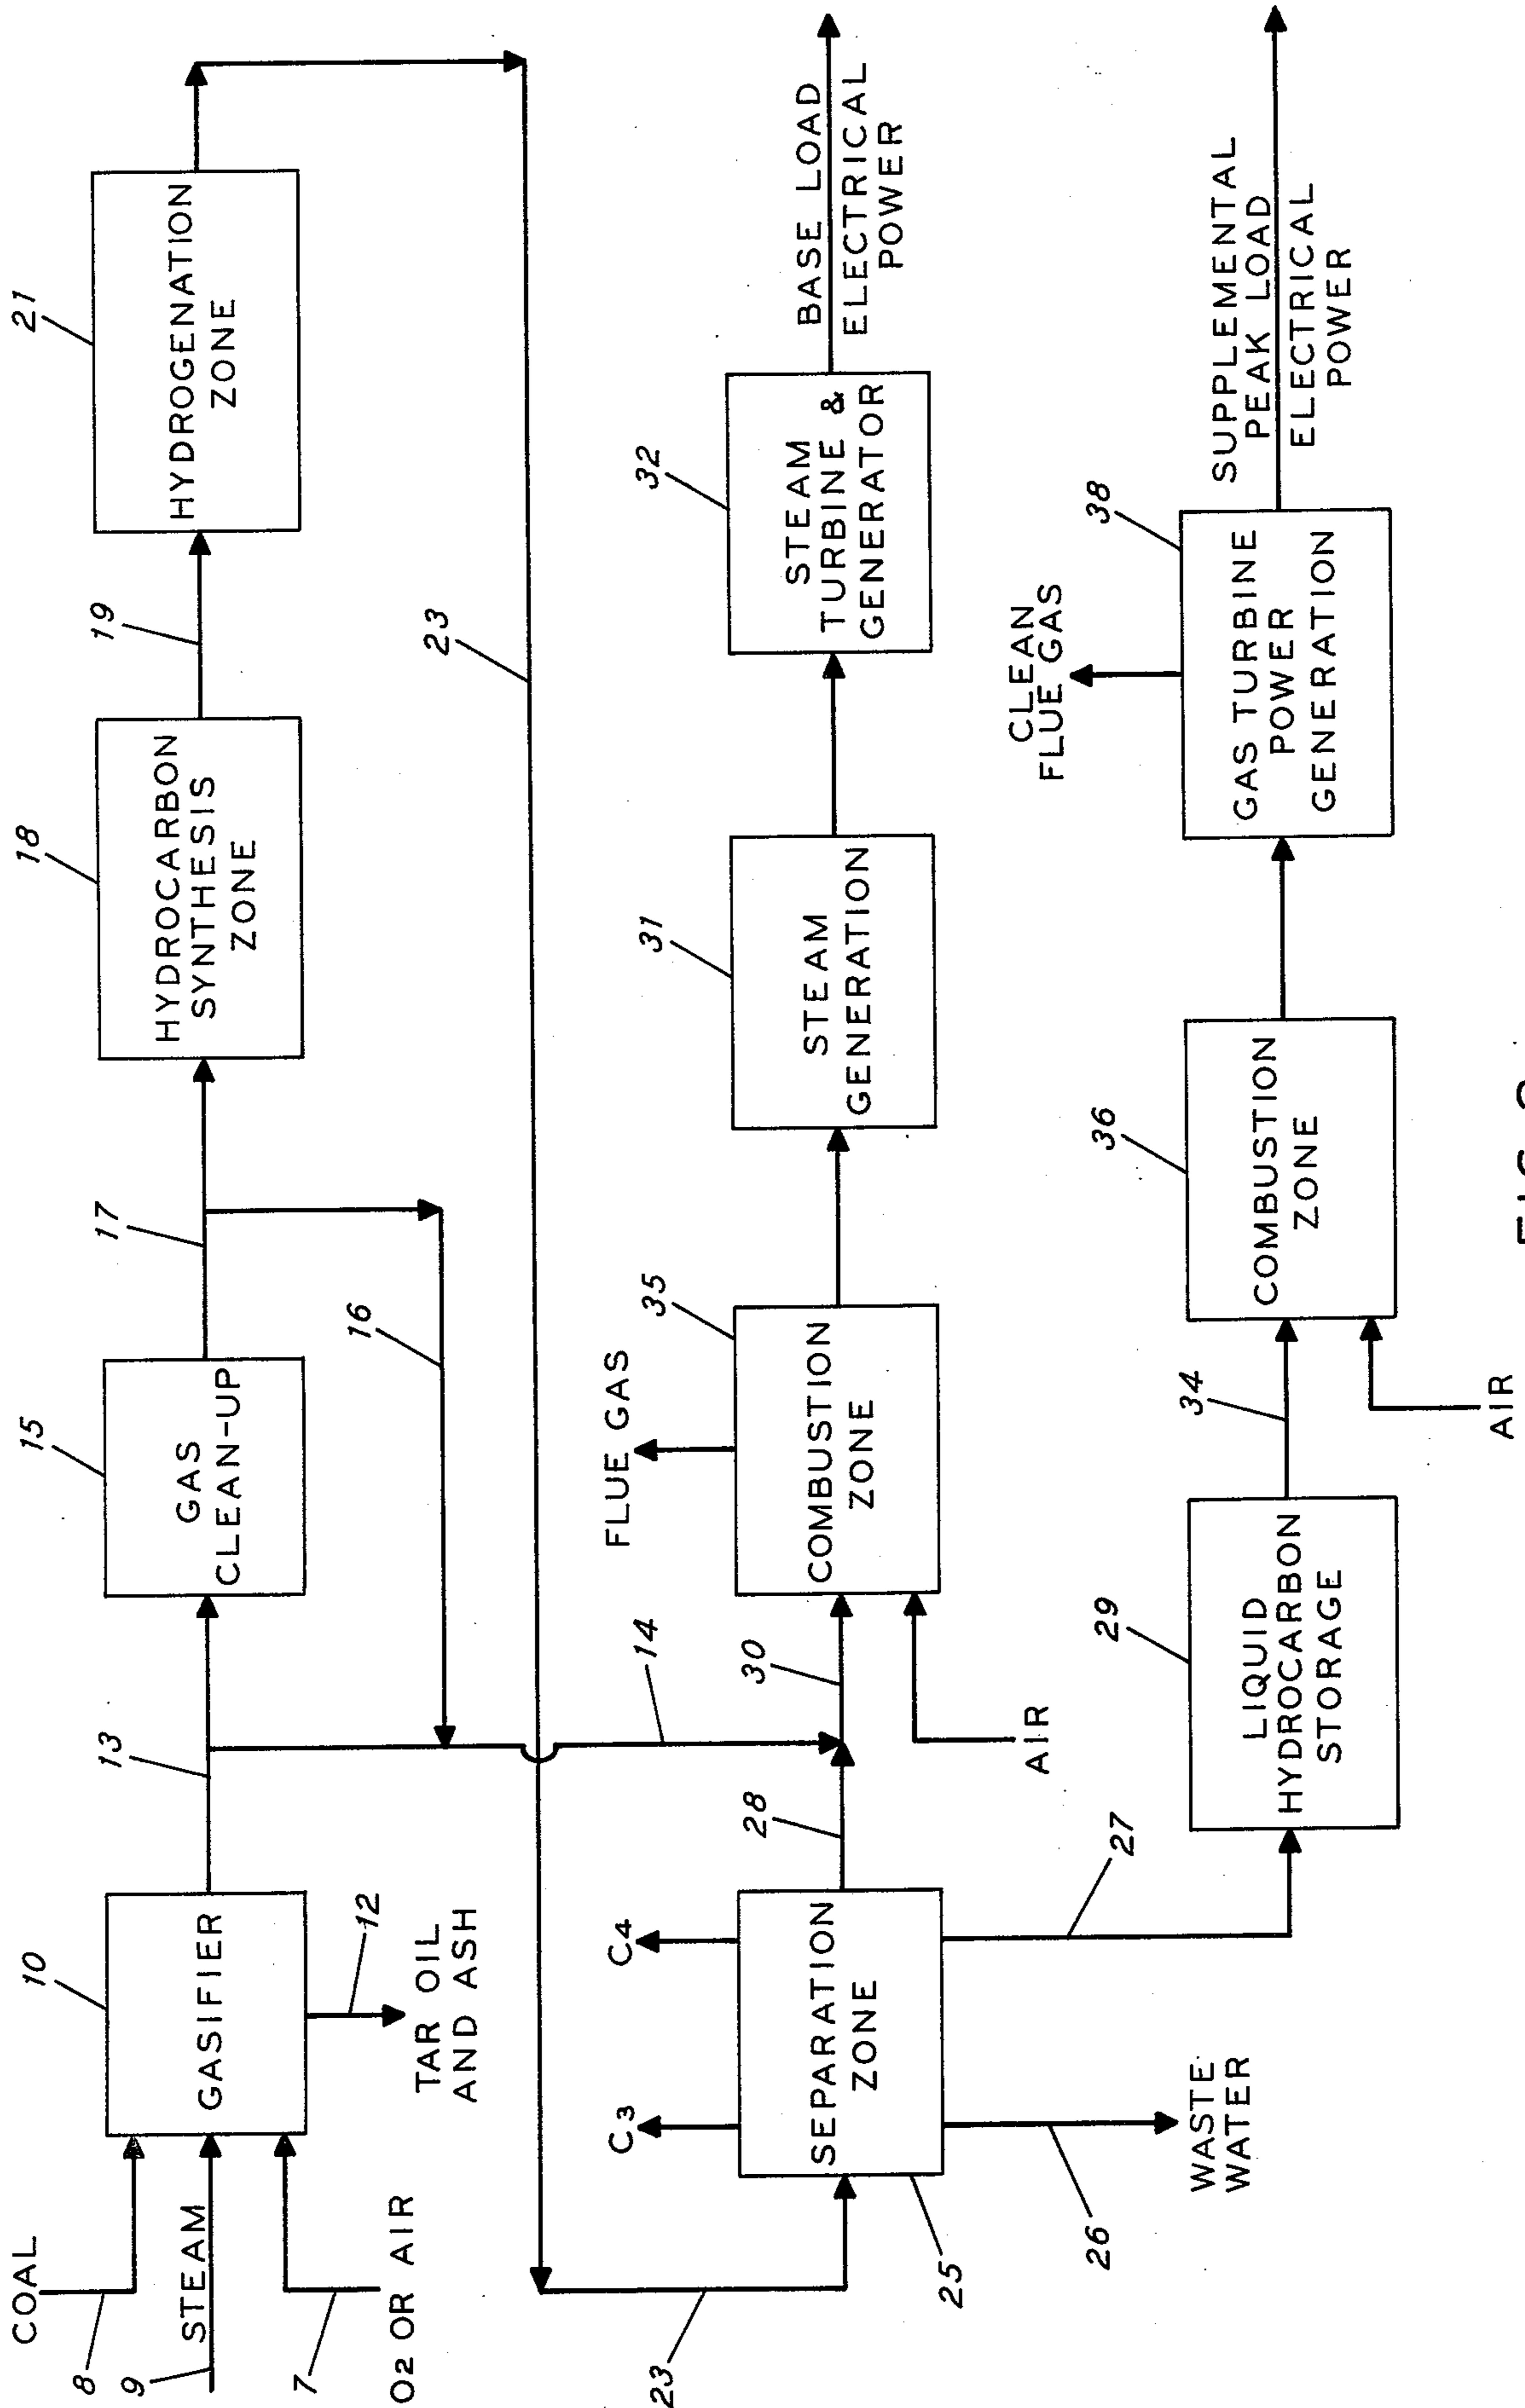 COAL
8
STEAM
9
7
O2 OR AIR
10
GASIFIER
12
TAR OIL
AND ASH
13
15
GAS
CLEAN-UP
17
16
18
HYDROCARBON
SYNTHESIS
ZONE
19
21
HYDROGENATION
ZONE
23
14
23
25
SEPARATION
ZONE
C3
C4
26
WASTE
WATER
27
28
30
AIR
FLUE GAS
35
COMBUSTION
ZONE
31
STEAM
GENERATION
32
STEAM
TURBINE &
GENERATOR
BASE LOAD
ELECTRICAL
POWER
29
LIQUID
HYDROCARBON
STORAGE
34
AIR
36
COMBUSTION
ZONE
CLEAN
FLUE GAS
38
GAS TURBINE
POWER
GENERATION
SUPPLEMENTAL
PEAK LOAD
ELECTRICAL
POWER